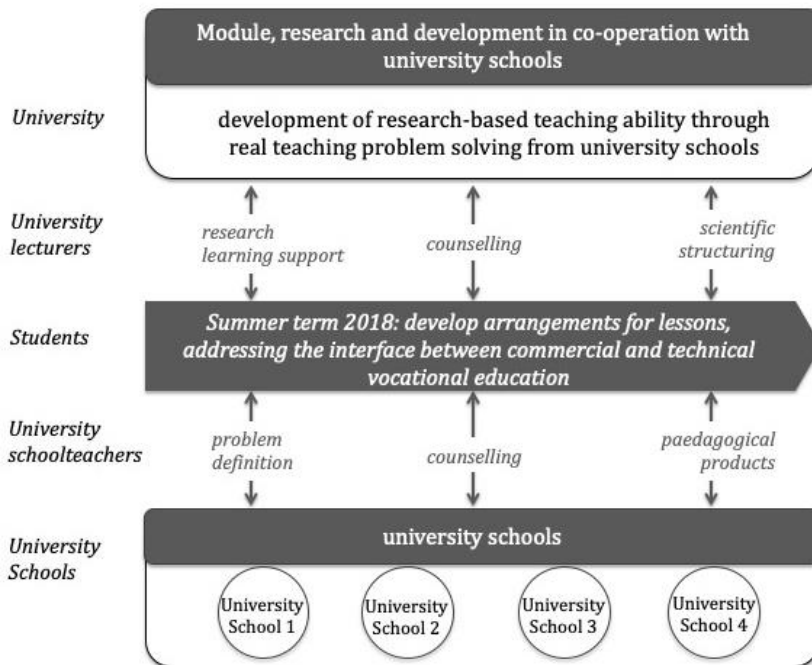 Module, research and development in co-operation with
university schools
University
development of research-based teaching ability through
real teaching problem solving from university schools
University
lecturers
research
learning support
counselling
scientific
structuring
Students
Summer term 2018: develop arrangements for lessons,
addressing the interface between commercial and technical
vocational education
University
schoolteachers
problem
definition
counselling
paedagogical
products
University
Schools
university schools
University
School 1
University
School 2
University
School 3
University
School 4